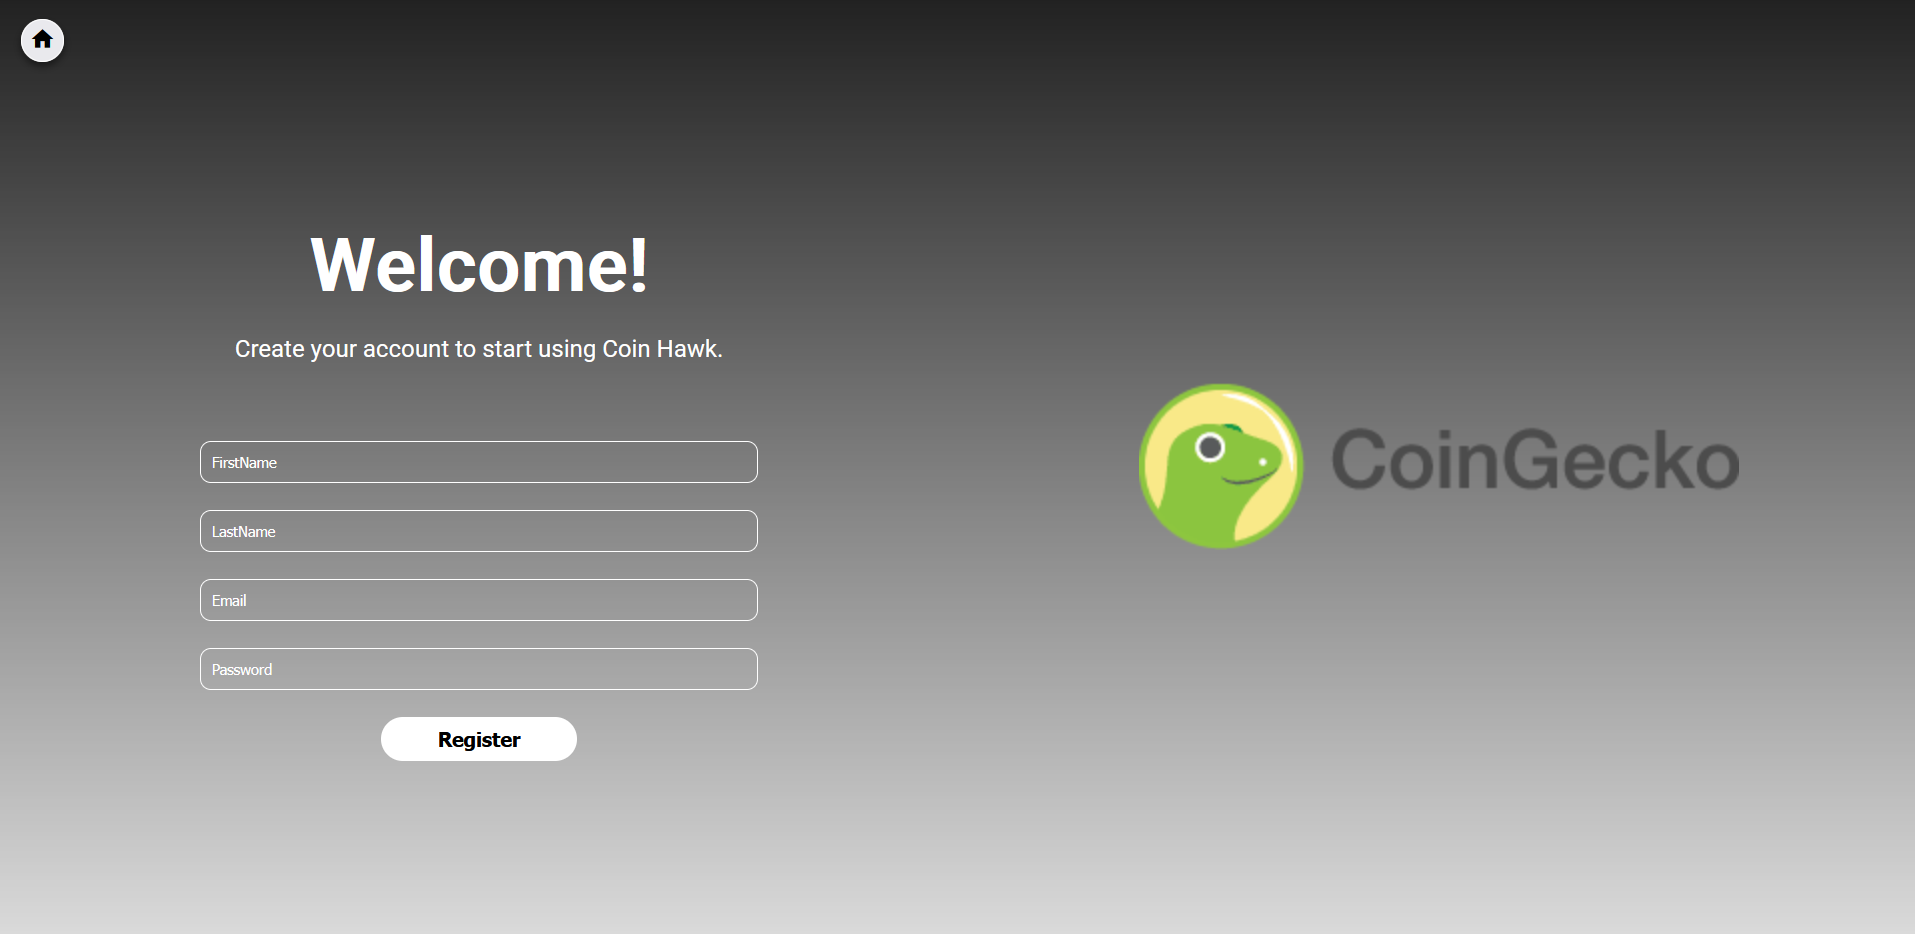 Welcome!
Create your account to start using Coin Hawk.
FirstName
LastName
Email
Password
Register
CoinGecko